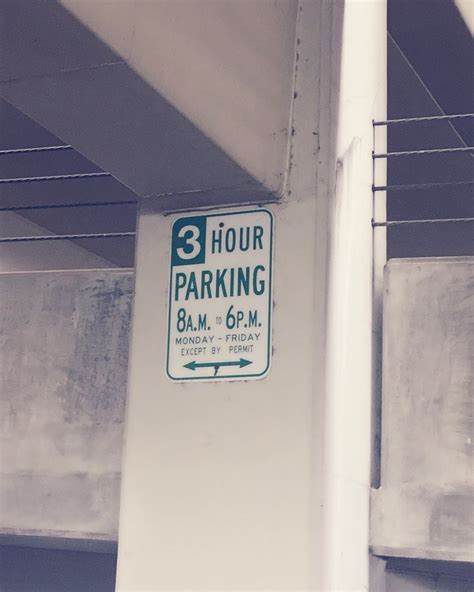 3 HOUR
PARKING
8A.M. TO 6P.M.
MONDAY - FRIDAY
EXCEPT BY PERMIT